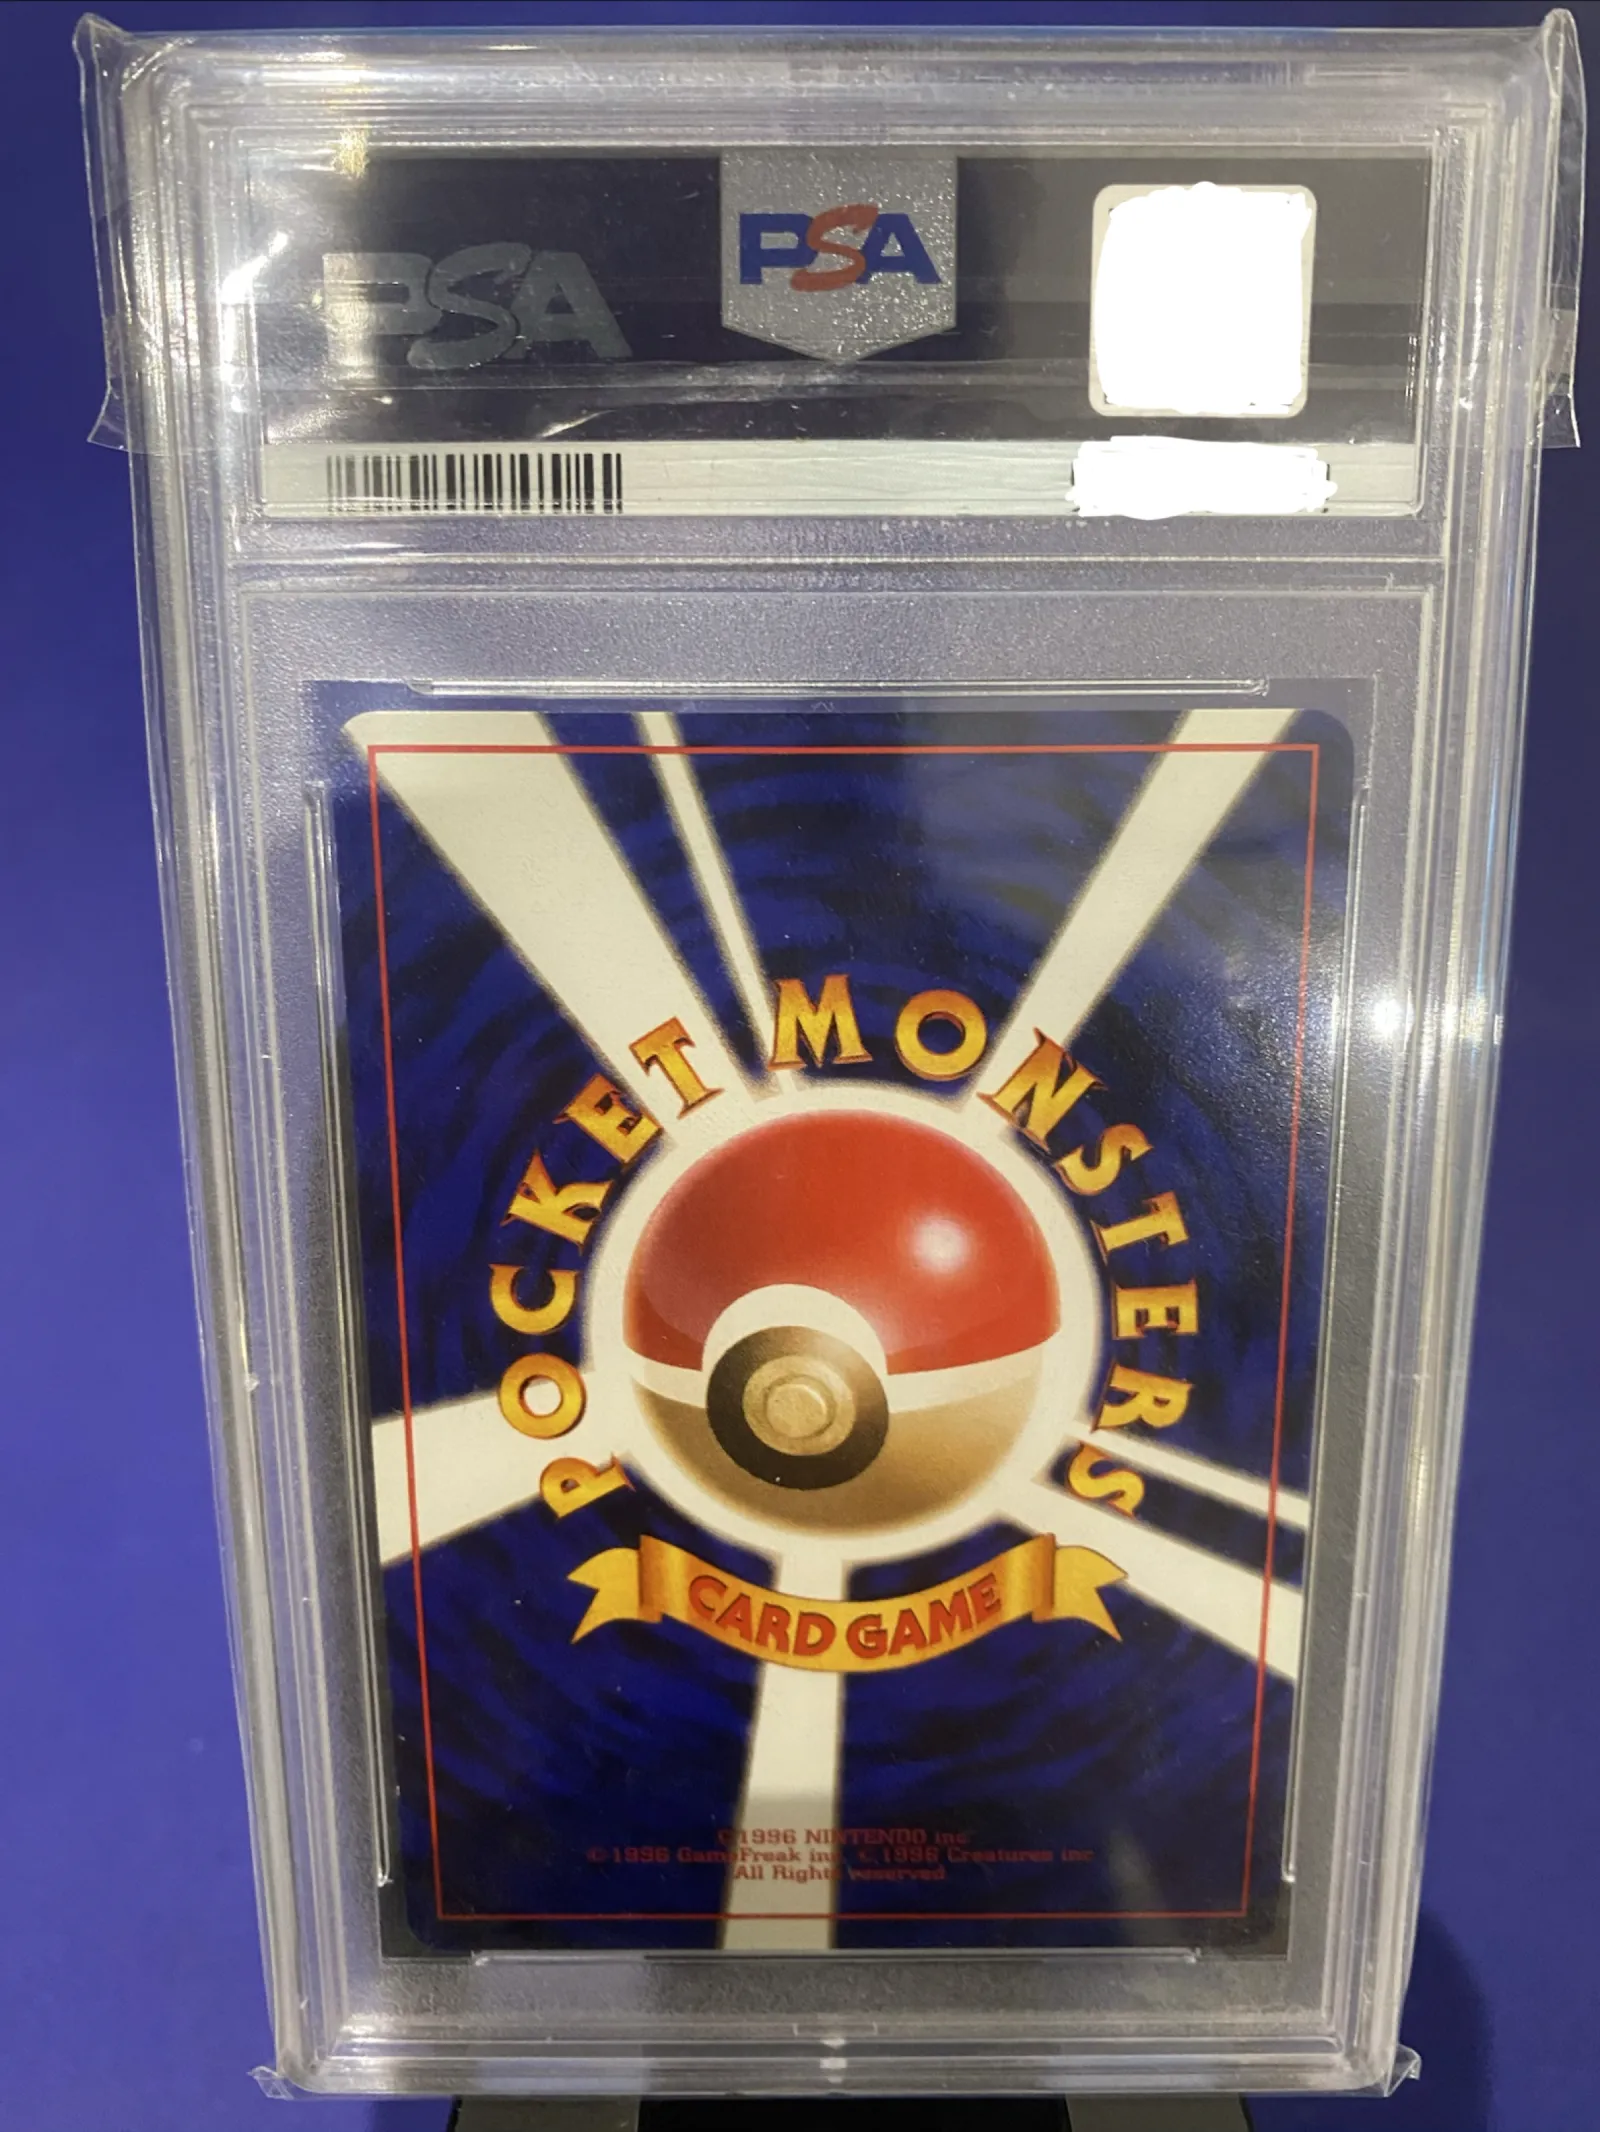 PSA
PSA
POCKET MONSTERS
CARD GAME
©1996 NINTENDO inc
©1996 GameFreak inc. ©1996 Creatures inc
All Rights reserved